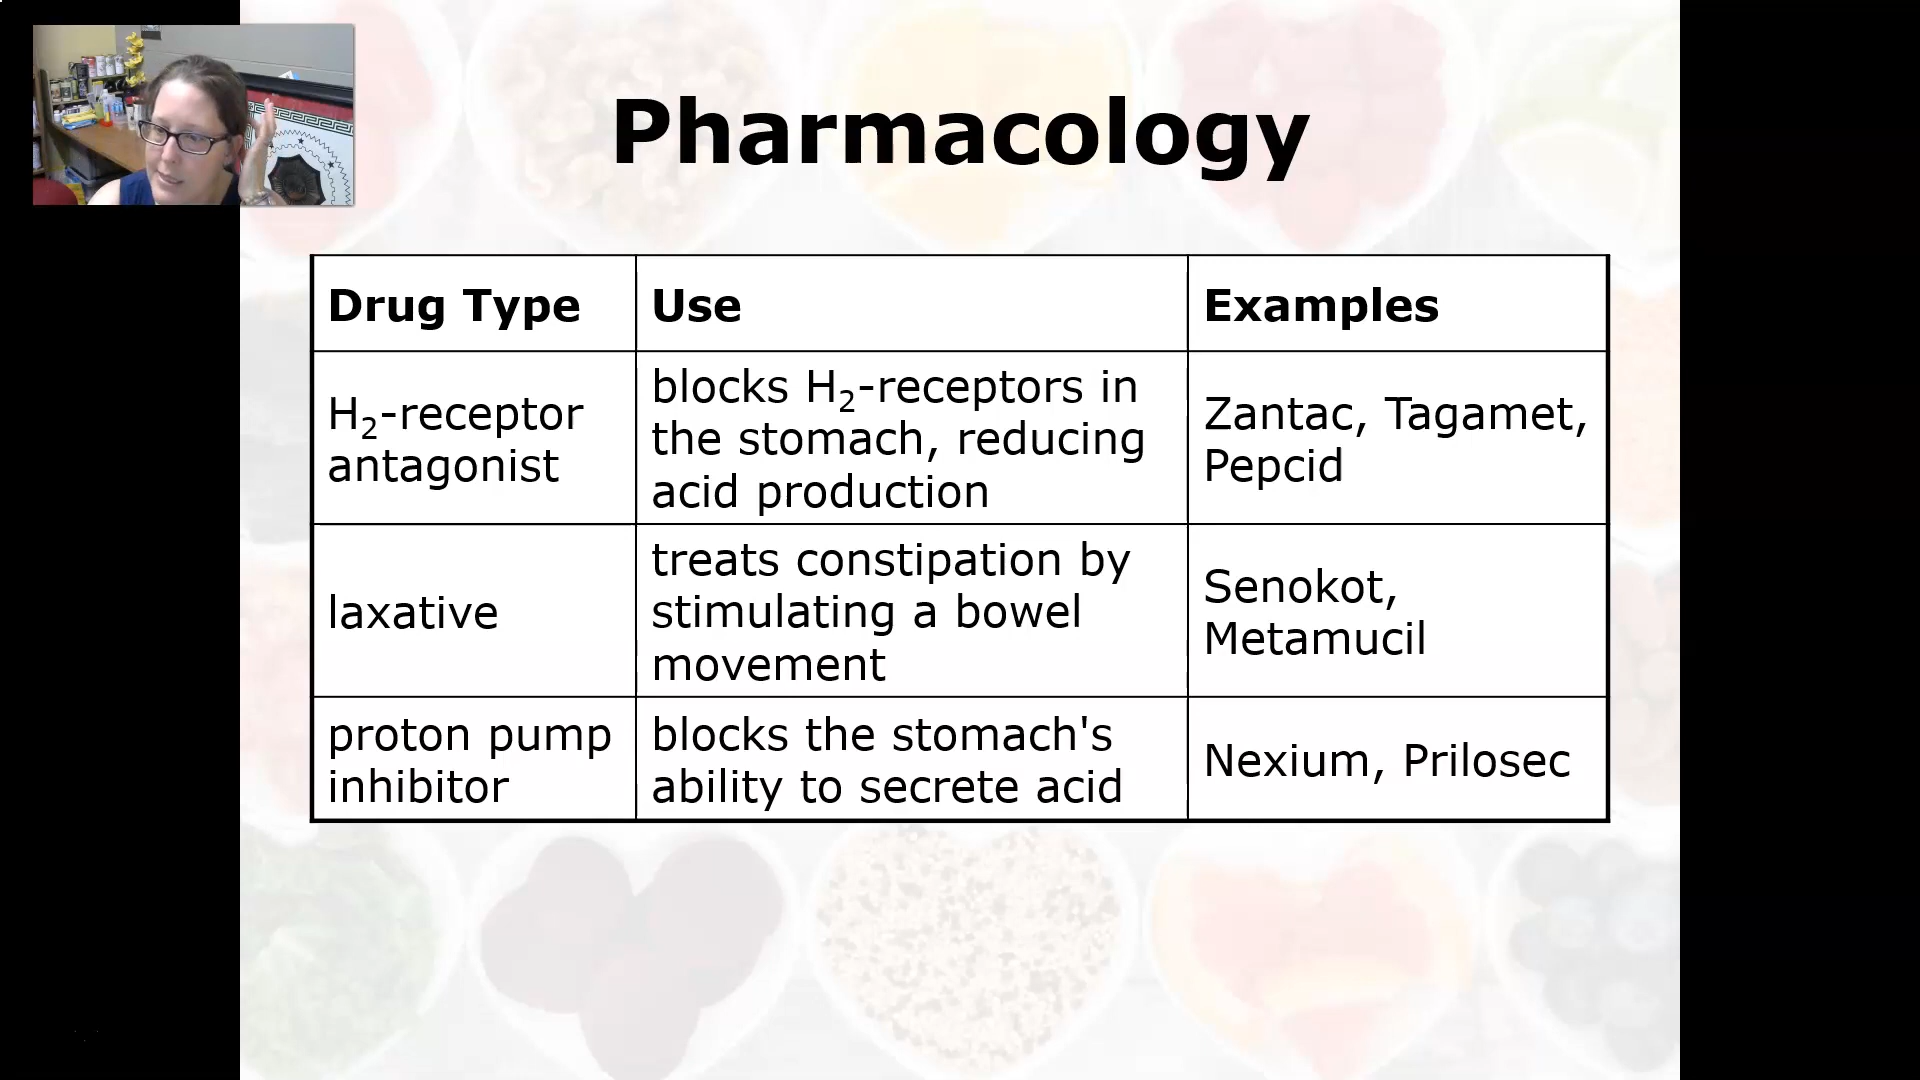 Pharmacology
Drug Type
Use
Examples
H₂-receptor
antagonist
blocks H₂-receptors in
the stomach, reducing
acid production
Zantac, Tagamet,
Pepcid
laxative
treats constipation by
stimulating a bowel
movement
Senokot,
Metamucil
proton pump
inhibitor
blocks the stomach's
ability to secrete acid
Nexium, Prilosec